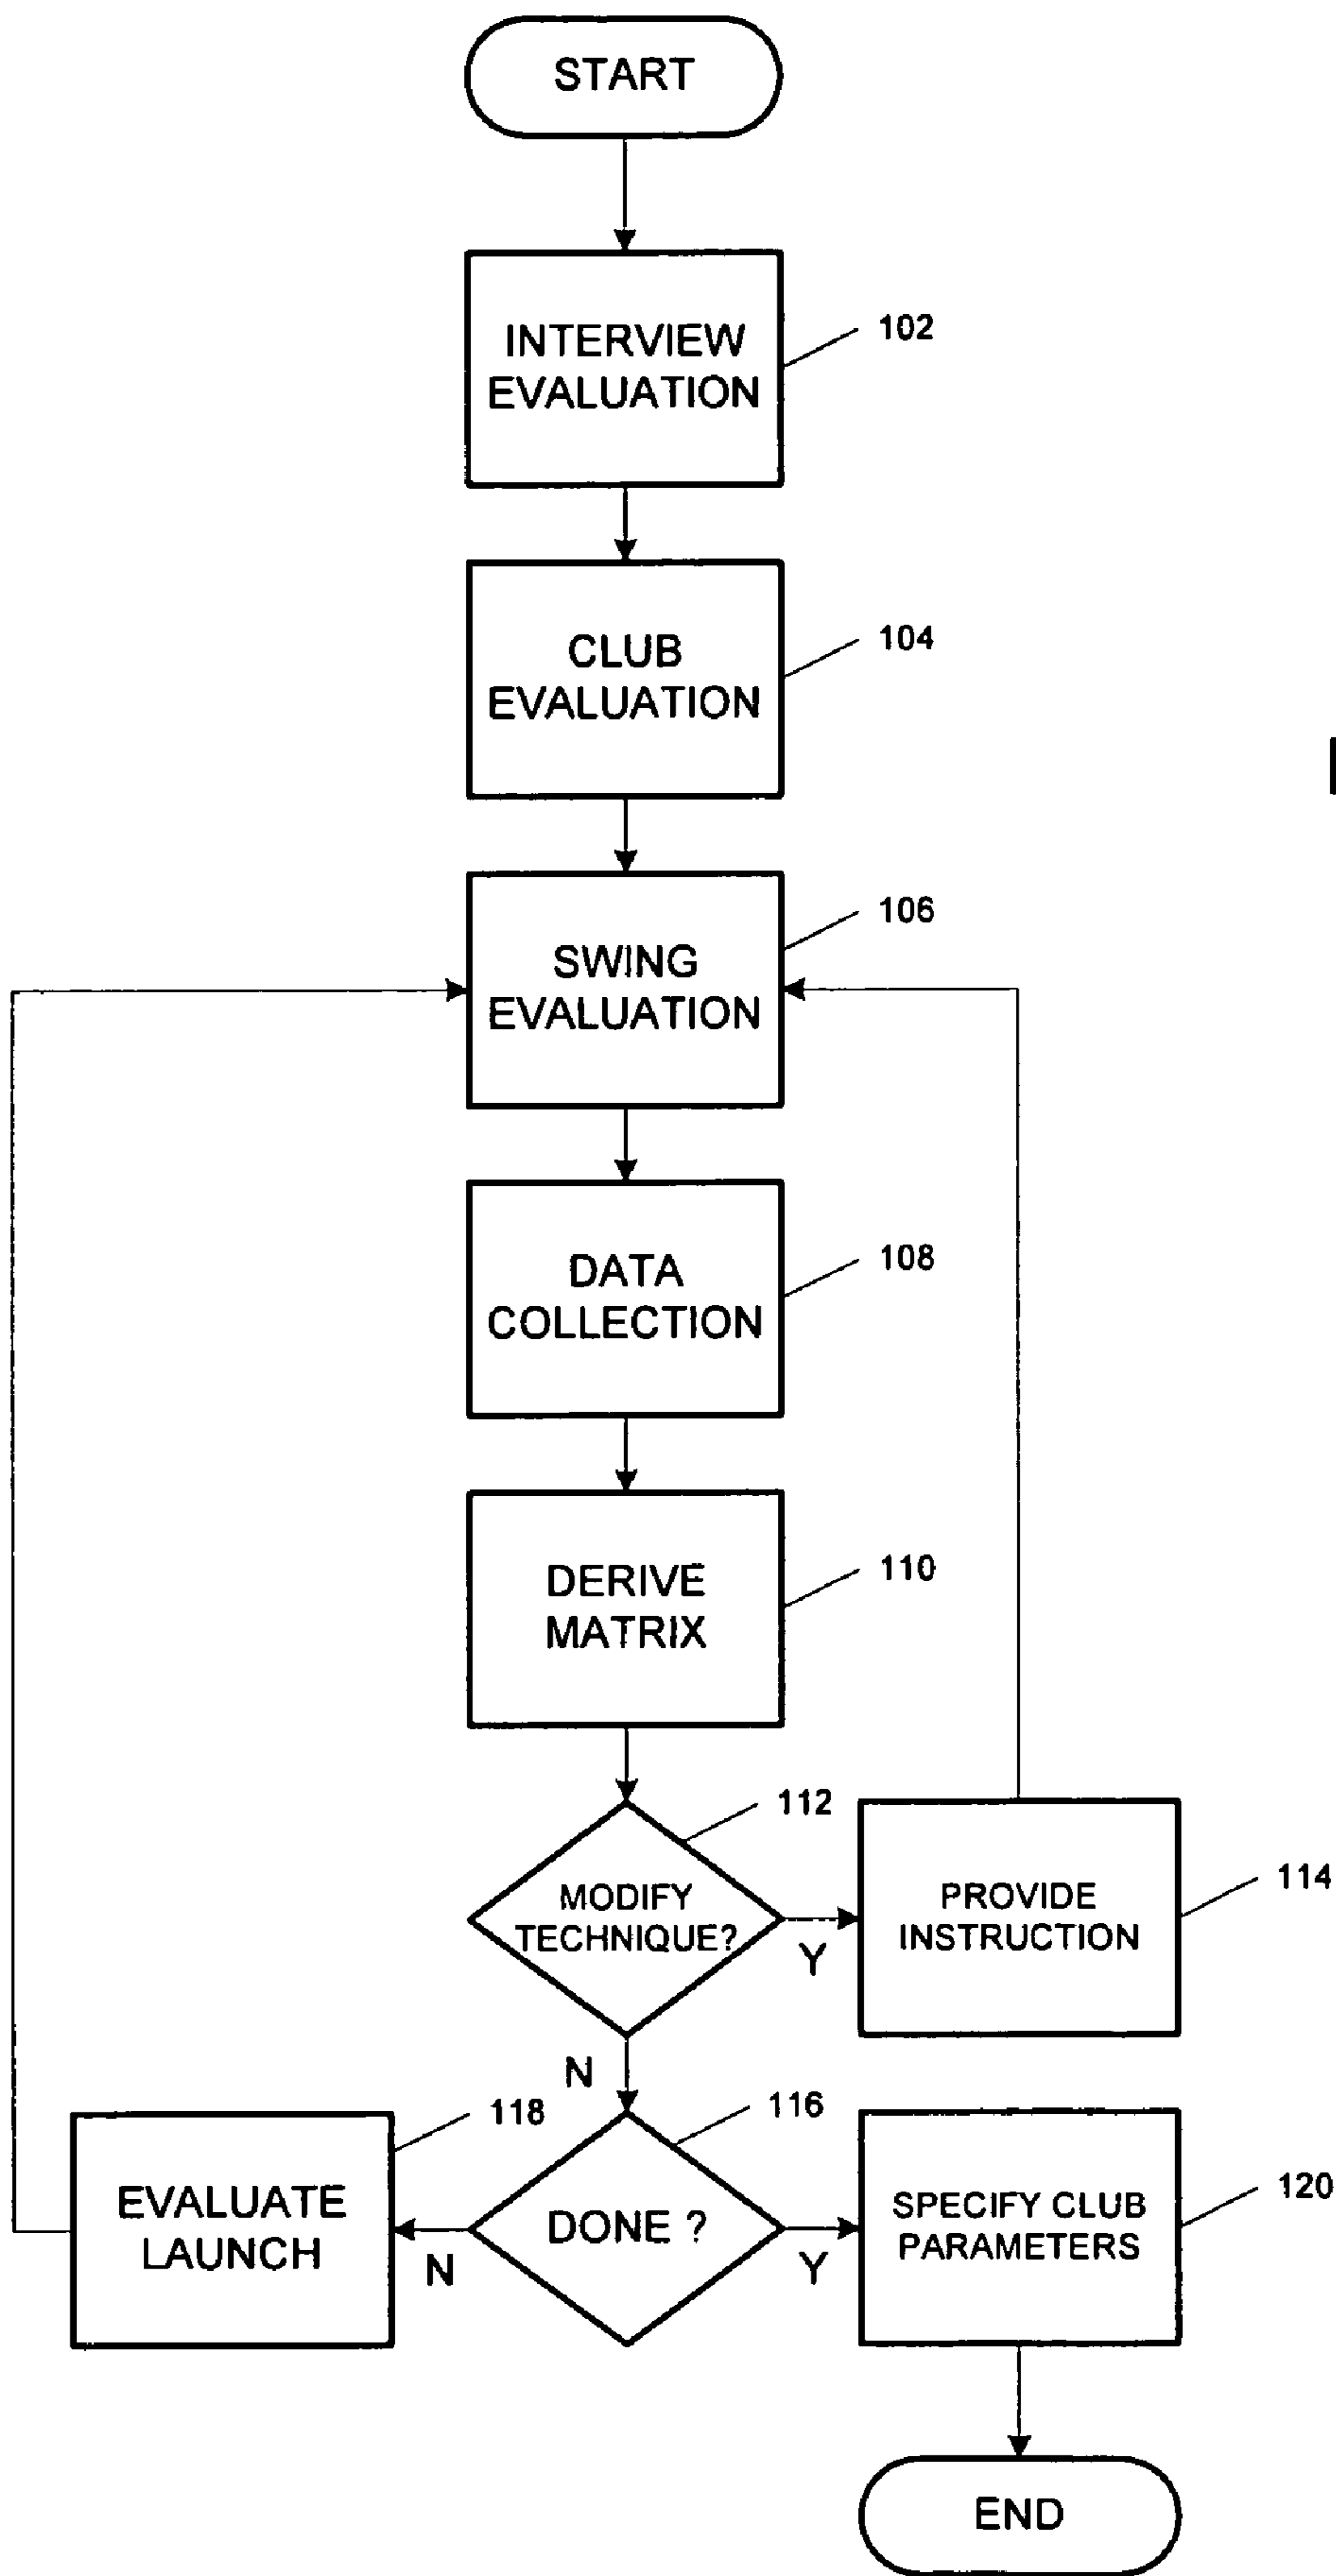 START
INTERVIEW
EVALUATION
102
CLUB
EVALUATION
104
SWING
EVALUATION
106
DATA
COLLECTION
108
DERIVE
MATRIX
110
112
MODIFY
TECHNIQUE?
Y
PROVIDE
INSTRUCTION
114
N
118
116
EVALUATE
LAUNCH
N
DONE ?
Y
SPECIFY CLUB
PARAMETERS
120
END